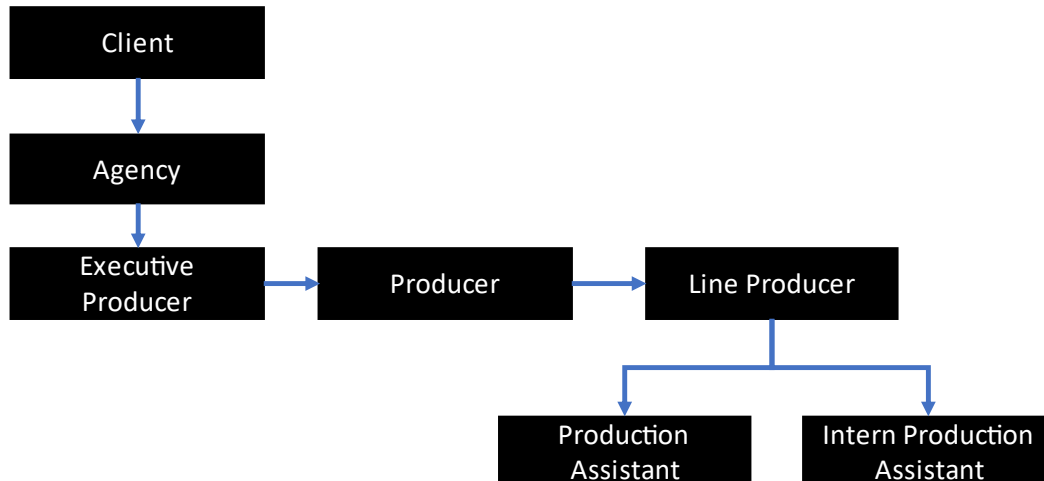 Client
Agency
Executive
Producer
Producer
Line Producer
Production
Assistant
Intern Production
Assistant